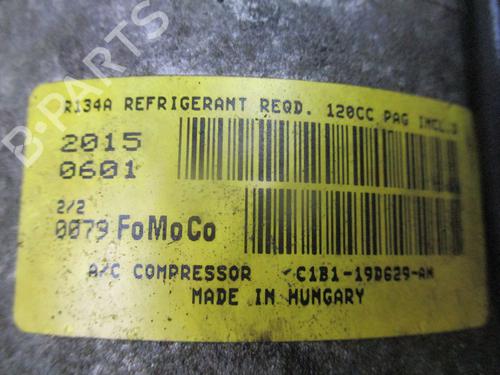 B-PARTS
R134A REFRIGERANT REQD. 120CC PAG INCL.D
2015
0601
2/2
0079 FoMoCo
A/C COMPRESSOR C1B1-19D629-AM
MADE IN HUNGARY